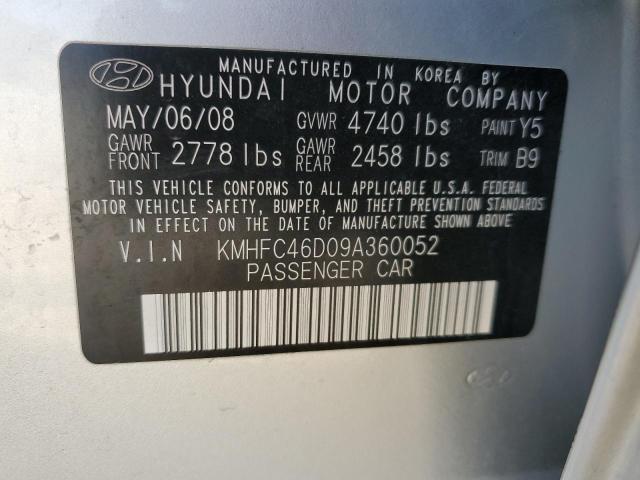 MANUFACTURED IN KOREA BY
HYUNDAI MOTOR COMPANY
MAY/06/08 GVWR 4740 lbs PAINT Y5
GAWR FRONT 2778 lbs GAWR REAR 2458 lbs TRIM B9
THIS VEHICLE CONFORMS TO ALL APPLICABLE U.S.A. FEDERAL
MOTOR VEHICLE SAFETY, BUMPER, AND THEFT PREVENTION STANDARDS
IN EFFECT ON THE DATE OF MANUFACTURE SHOWN ABOVE.
V.I.N KMHFC46D09A360052
PASSENGER CAR